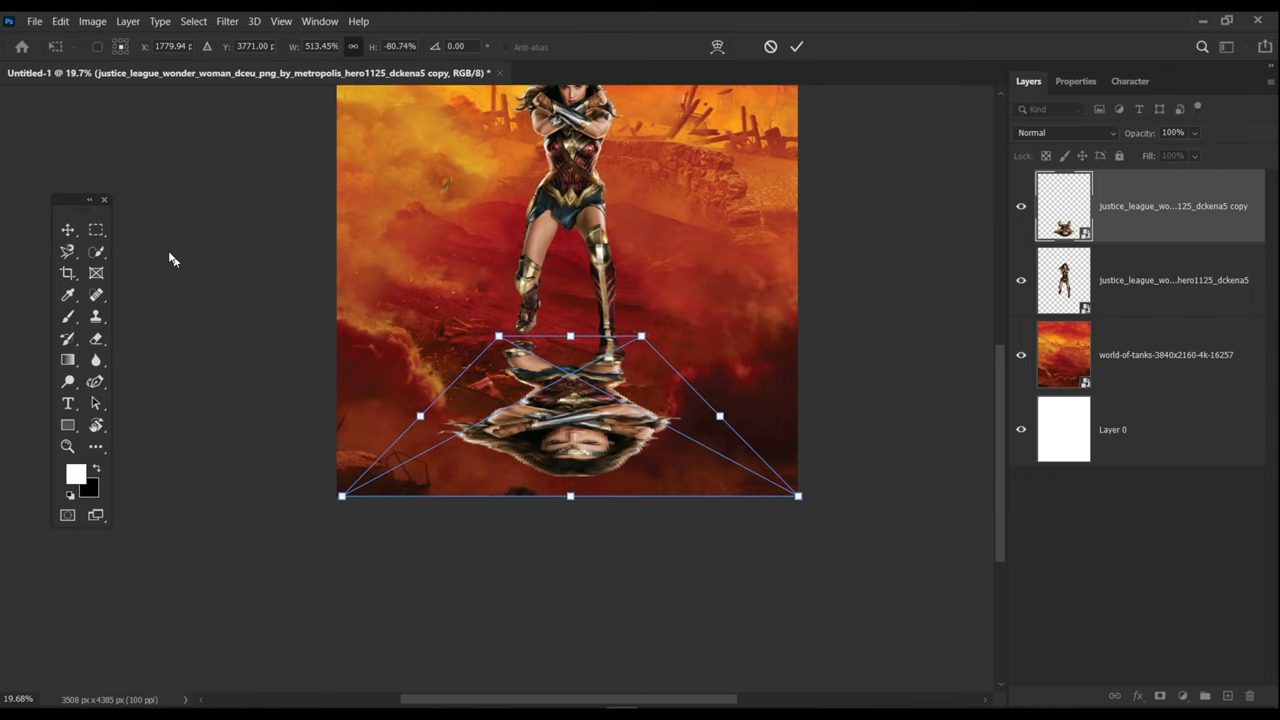 Ps File Edit Image Layer Type Select Filter 3D View Window Help
X: 1779.94 p Y: 3771.00 p W: 513.45% H: -80.74% 0.00 ° Anti-alias
Untitled-1 @ 19.7% (justice_league_wonder_woman_dceu_png_by_metropolis_hero1125_dckena5 copy, RGB/8) *
Layers Properties Character
Kind
Normal Opacity: 100%
Lock: Fill: 100%
justice_league_wo...125_dckena5 copy
justice_league_wo...hero1125_dckena5
world-of-tanks-3840x2160-4k-16257
Layer 0
19.68% 3508 px x 4385 px (100 ppi)